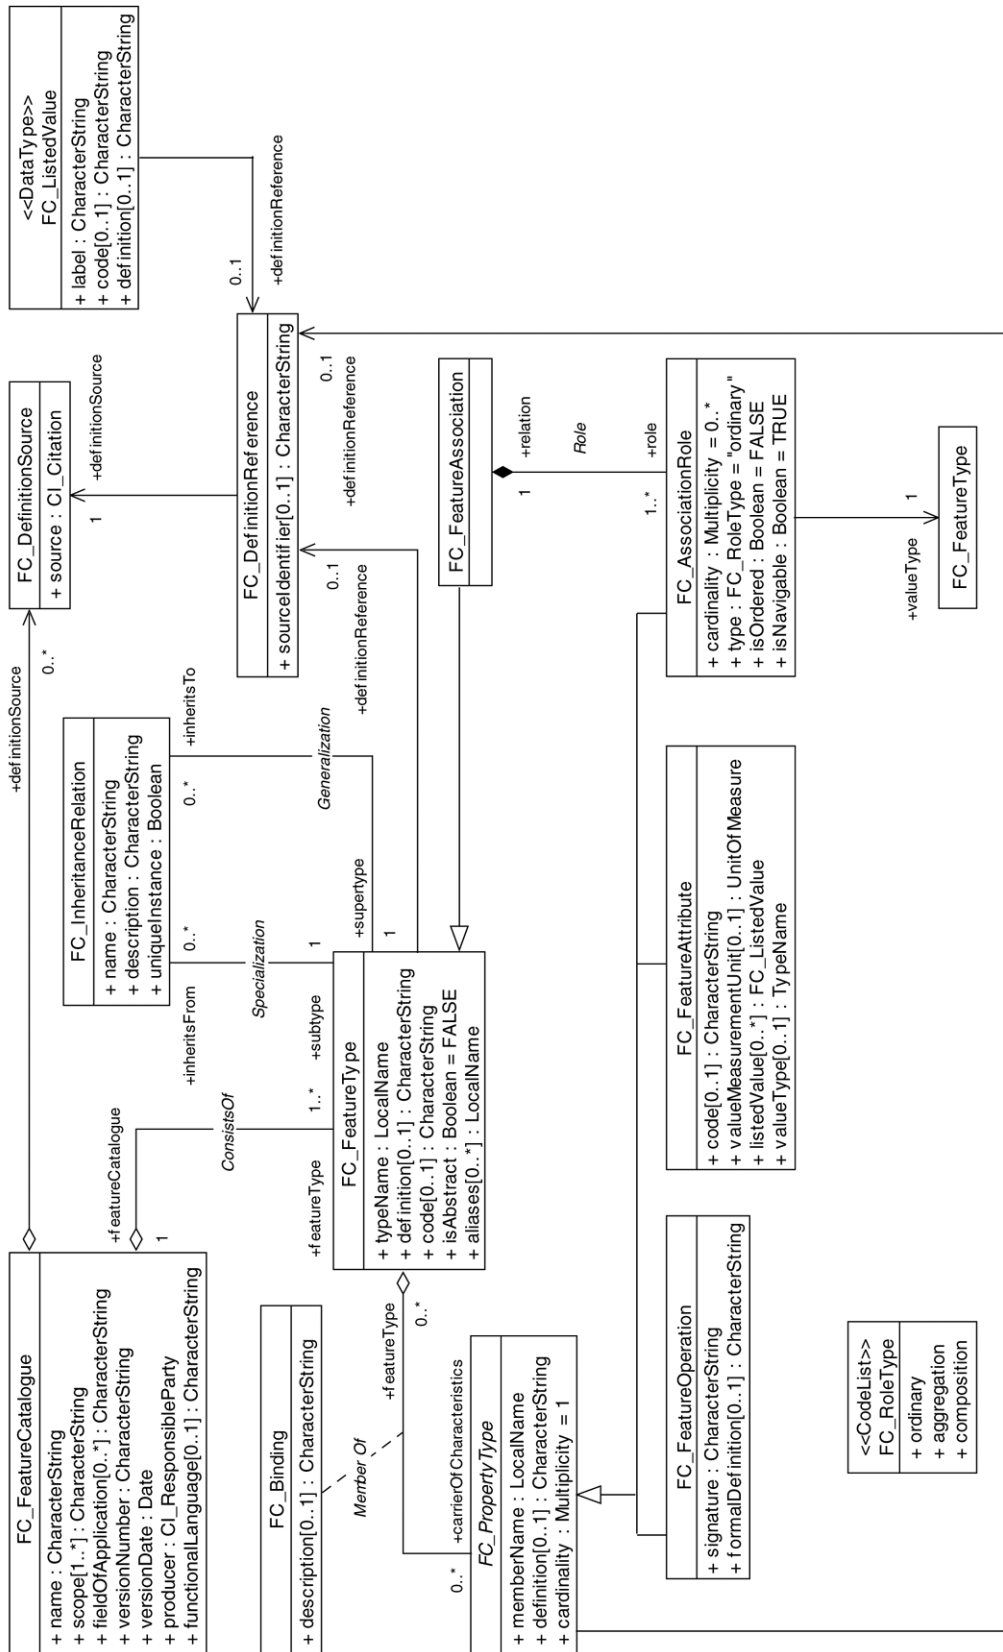 FC_FeatureCatalogue
+ name : CharacterString
+ scope[1..*] : CharacterString
+ fieldOfApplication[0..*] : CharacterString
+ versionNumber : CharacterString
+ versionDate : Date
+ producer : CI_ResponsibleParty
+ functionalLanguage[0..1] : CharacterString
+definitionSource
0..*
FC_DefinitionSource
+ source : CI_Citation
<<DataType>>
FC_ListedValue
+ label : CharacterString
+ code[0..1] : CharacterString
+ definition[0..1] : CharacterString
+featureCatalogue
1
FC_InheritanceRelation
+ name : CharacterString
+ description : CharacterString
+ uniqueInstance : Boolean
1
+definitionSource
+inheritsFrom
0..*
0..*
+inheritsTo
ConsistsOf
Specialization
Generalization
0..1
+definitionReference
FC_DefinitionReference
+ sourceIdentifier[0..1] : CharacterString
FC_Binding
+ description[0..1] : CharacterString
+featureType
1..*
+subtype
1
+supertype
1
+definitionReference
0..1
+definitionReference
0..1
Member Of
FC_FeatureType
+ typeName : LocalName
+ definition[0..1] : CharacterString
+ code[0..1] : CharacterString
+ isAbstract : Boolean = FALSE
+ aliases[0..*] : LocalName
+featureType
0..*
FC_FeatureAssociation
0..*
+carrierOfCharacteristics
1
+relation
Role
FC_PropertyType
+ memberName : LocalName
+ definition[0..1] : CharacterString
+ cardinality : Multiplicity = 1
1..*
+role
FC_FeatureOperation
+ signature : CharacterString
+ formalDefinition[0..1] : CharacterString
FC_FeatureAttribute
+ code[0..1] : CharacterString
+ valueMeasurementUnit[0..1] : UnitOfMeasure
+ listedValue[0..*] : FC_ListedValue
+ valueType[0..1] : TypeName
FC_AssociationRole
+ cardinality : Multiplicity = 0..*
+ type : FC_RoleType = "ordinary"
+ isOrdered : Boolean = FALSE
+ isNavigable : Boolean = TRUE
+valueType
1
<<CodeList>>
FC_RoleType
+ ordinary
+ aggregation
+ composition
FC_FeatureType